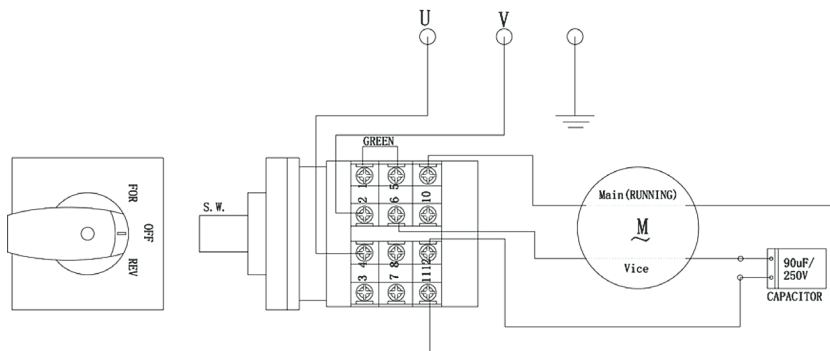 U V
GREEN
1 5
2 6 10
S.W.
FOR
OFF
REV
4 8 12
3 7 11
Main(RUNNING)
M
~
Vice
90uF/
250V
CAPACITOR